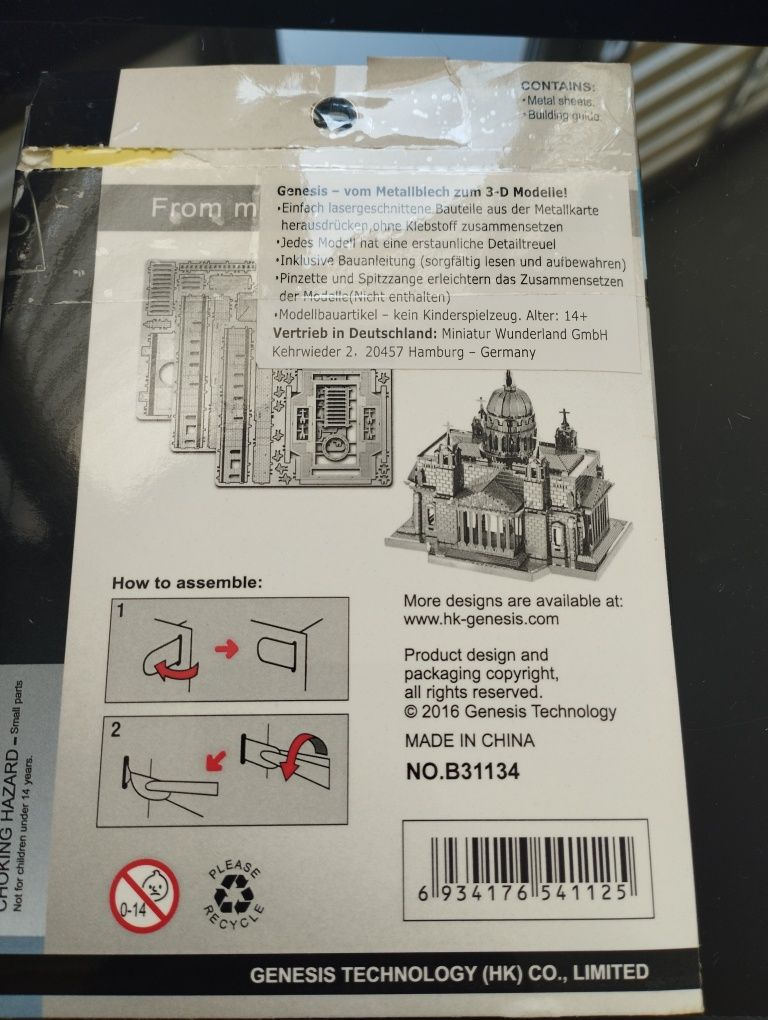 CONTAINS:
•Metal sheets.
•Building guide.
From m
Genesis – vom Metallblech zum 3-D Modelle!
•Einfach lasergeschnittene Bauteile aus der Metallkarte
herausdrücken,ohne Klebstoff zusammensetzen
•Jedes Modell hat eine erstaunliche Detailtreuel
•Inklusive Bauanleitung (sorgfältig lesen und aufbewahren)
•Pinzette und Spitzzange erleichtern das Zusammensetzen
der Modelle(Nicht enthalten)
•Modellbauartikel – kein Kinderspielzeug. Alter: 14+
Vertrieb in Deutschland: Miniatur Wunderland GmbH
Kehrwieder 2, 20457 Hamburg – Germany
How to assemble:
1
2
More designs are available at:
www.hk-genesis.com
Product design and
packaging copyright,
all rights reserved.
© 2016 Genesis Technology
MADE IN CHINA
NO.B31134
6 934176 541125
0-14
PLEASE
RECYCLE
CHOKING HAZARD – Small parts
Not for children under 14 years.
GENESIS TECHNOLOGY (HK) CO., LIMITED